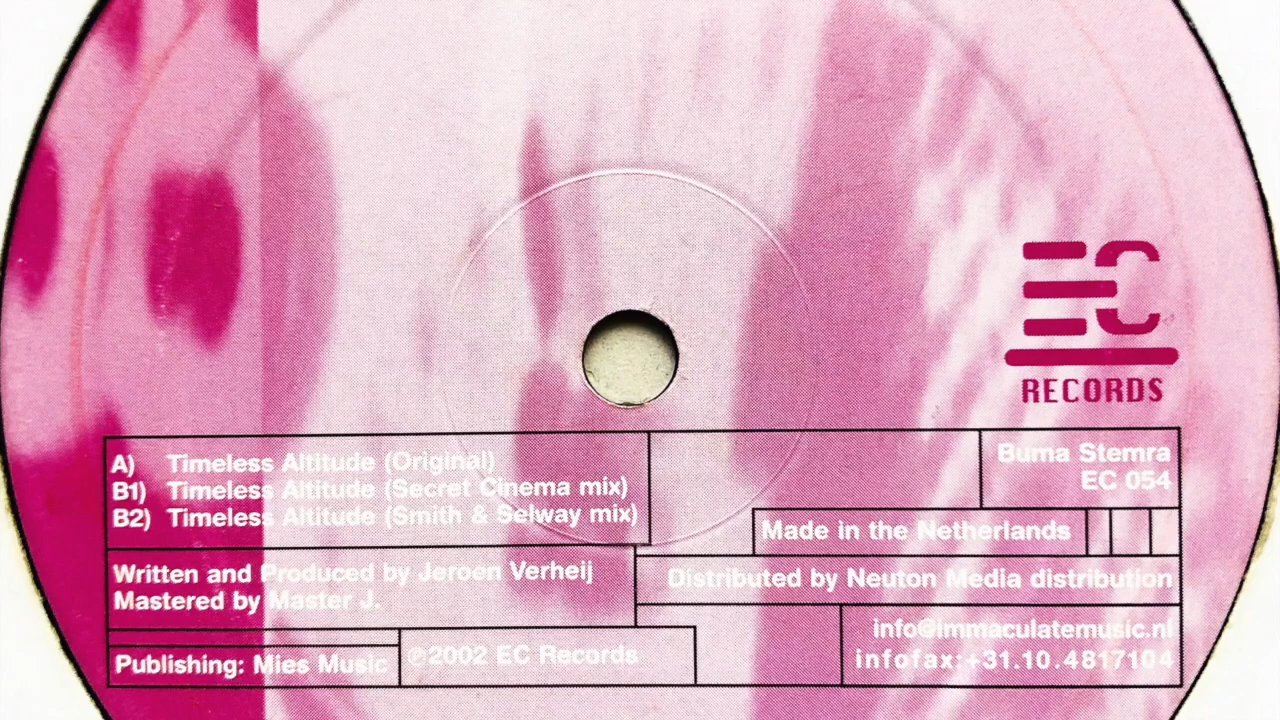 EC
RECORDS
A) Timeless Altitude (Original)
B1) Timeless Altitude (Secret Cinema mix)
B2) Timeless Altitude (Smith & Selway mix)
Buma Stemra
EC 054
Made in the Netherlands
Written and Produced by Jeroen Verheij
Mastered by Master J.
Distributed by Neuton Media distribution
Publishing: Mies Music
℗2002 EC Records
info@immaculatemusic.nl
infofax:+31.10.4817104